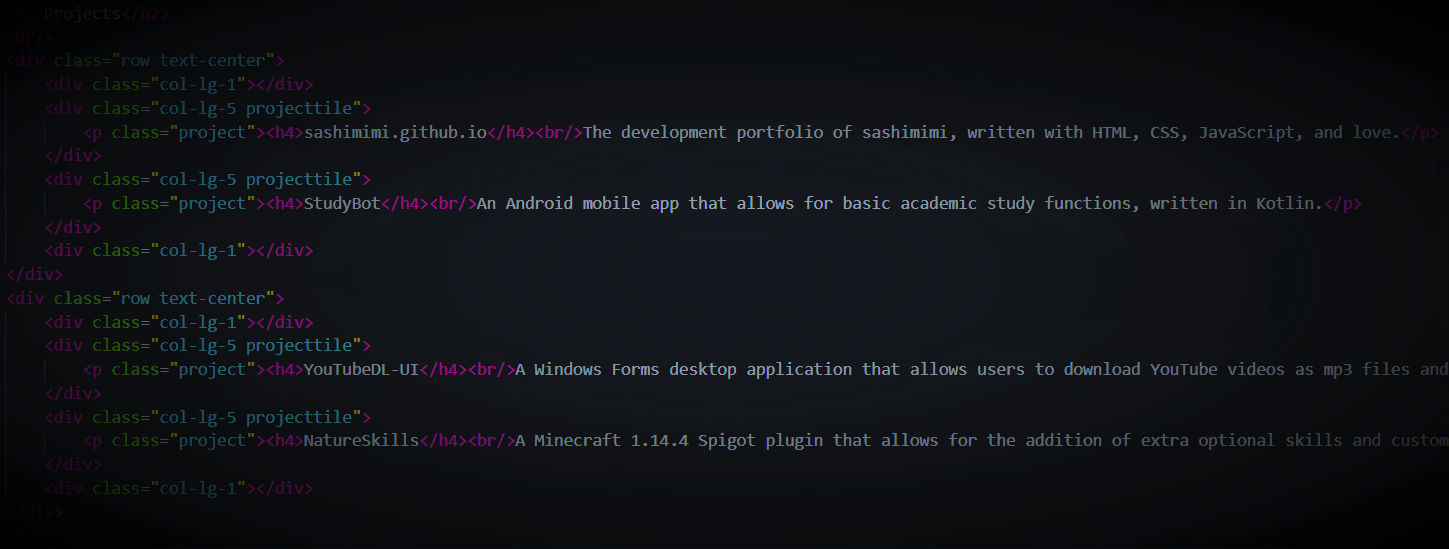 Projects</h2>
<br/>
<div class="row text-center">
<div class="col-lg-1"></div>
<div class="col-lg-5 projecttile">
<p class="project"><h4>sashimimi.github.io</h4><br/>The development portfolio of sashimimi, written with HTML, CSS, JavaScript, and love.</p>
</div>
<div class="col-lg-5 projecttile">
<p class="project"><h4>StudyBot</h4><br/>An Android mobile app that allows for basic academic study functions, written in Kotlin.</p>
</div>
<div class="col-lg-1"></div>
</div>
<div class="row text-center">
<div class="col-lg-1"></div>
<div class="col-lg-5 projecttile">
<p class="project"><h4>YouTubeDL-UI</h4><br/>A Windows Forms desktop application that allows users to download YouTube videos as mp3 files and
</div>
<div class="col-lg-5 projecttile">
<p class="project"><h4>NatureSkills</h4><br/>A Minecraft 1.14.4 Spigot plugin that allows for the addition of extra optional skills and custom
</div>
<div class="col-lg-1"></div>
</div>